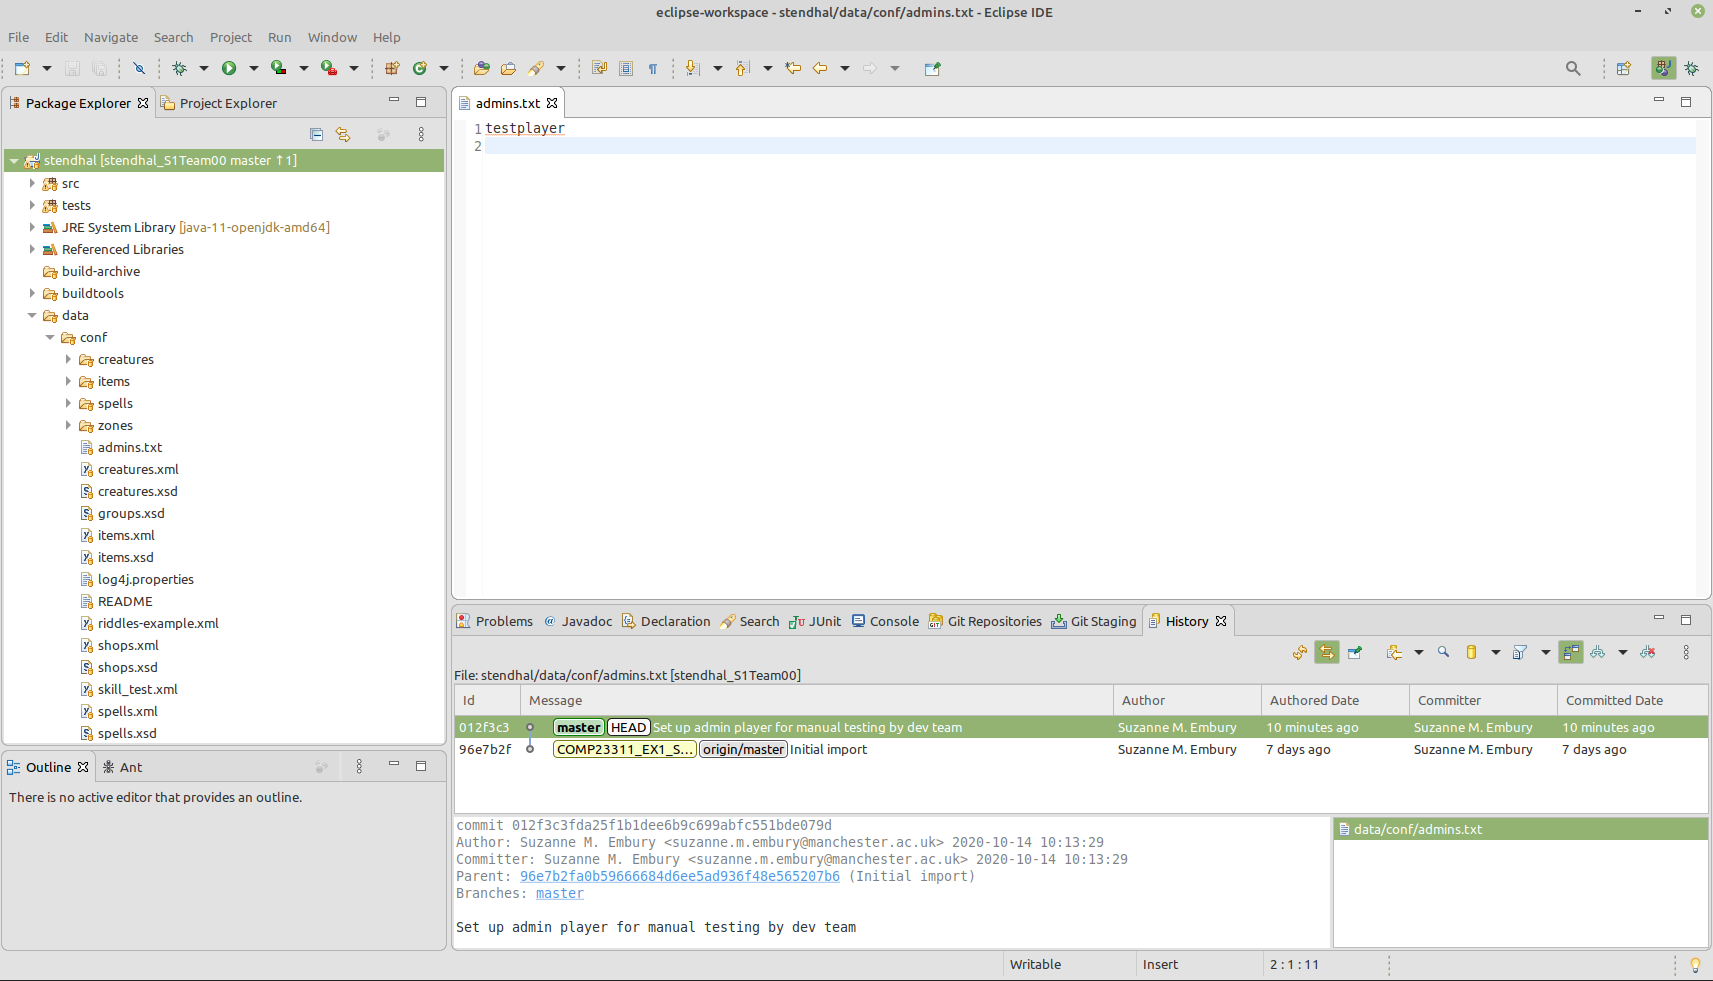 eclipse-workspace - stendhal/data/conf/admins.txt - Eclipse IDE
File Edit Navigate Search Project Run Window Help
Package Explorer
Project Explorer
stendhal [stendhal_S1Team00 master ↑1]
src
tests
JRE System Library [java-11-openjdk-amd64]
Referenced Libraries
build-archive
buildtools
data
conf
creatures
items
spells
zones
admins.txt
creatures.xml
creatures.xsd
groups.xsd
items.xml
items.xsd
log4j.properties
README
riddles-example.xml
shops.xml
shops.xsd
skill_test.xml
spells.xml
spells.xsd
Outline Ant
There is no active editor that provides an outline.
admins.txt
1 testplayer
2
Problems @ Javadoc Declaration Search JUnit Console Git Repositories Git Staging History
File: stendhal/data/conf/admins.txt [stendhal_S1Team00]
Id Message Author Authored Date Committer Committed Date
012f3c3 master HEAD Set up admin player for manual testing by dev team Suzanne M. Embury 10 minutes ago Suzanne M. Embury 10 minutes ago
96e7b2f COMP23311_EX1_S... origin/master Initial import Suzanne M. Embury 7 days ago Suzanne M. Embury 7 days ago
commit 012f3c3fda25f1b1dee6b9c699abfc551bde079d
Author: Suzanne M. Embury <suzanne.m.embury@manchester.ac.uk> 2020-10-14 10:13:29
Committer: Suzanne M. Embury <suzanne.m.embury@manchester.ac.uk> 2020-10-14 10:13:29
Parent: 96e7b2fa0b59666684d6ee5ad936f48e565207b6 (Initial import)
Branches: master
Set up admin player for manual testing by dev team
data/conf/admins.txt
Writable Insert 2 : 1 : 11